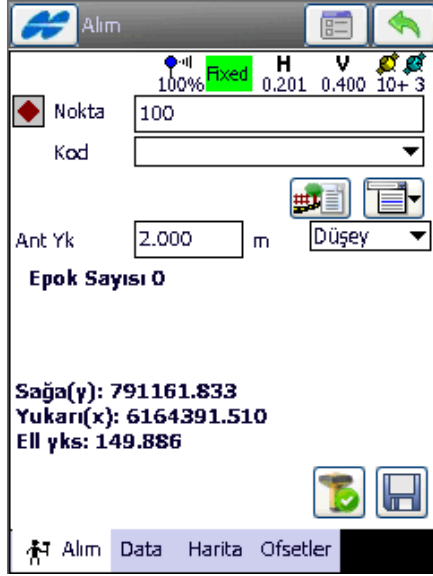 Alım
100% Fixed H 0.201 V 0.400 10+ 3
Nokta 100
Kod
Ant Yk 2.000 m Düşey
Epok Sayısı 0
Sağa(y): 791161.833
Yukarı(x): 6164391.510
Ell yks: 149.886
Alım Data Harita Ofsetler